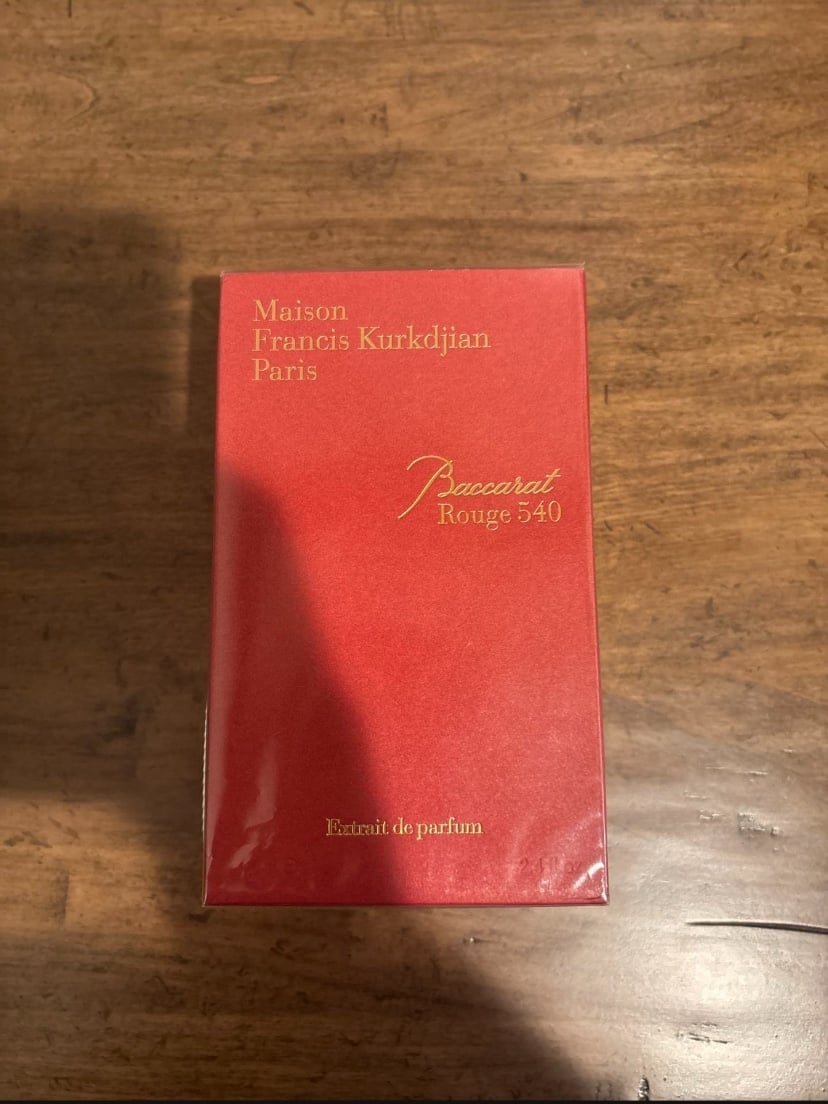 Maison
Francis Kurkdjian
Paris
Baccarat
Rouge 540
Extrait de parfum